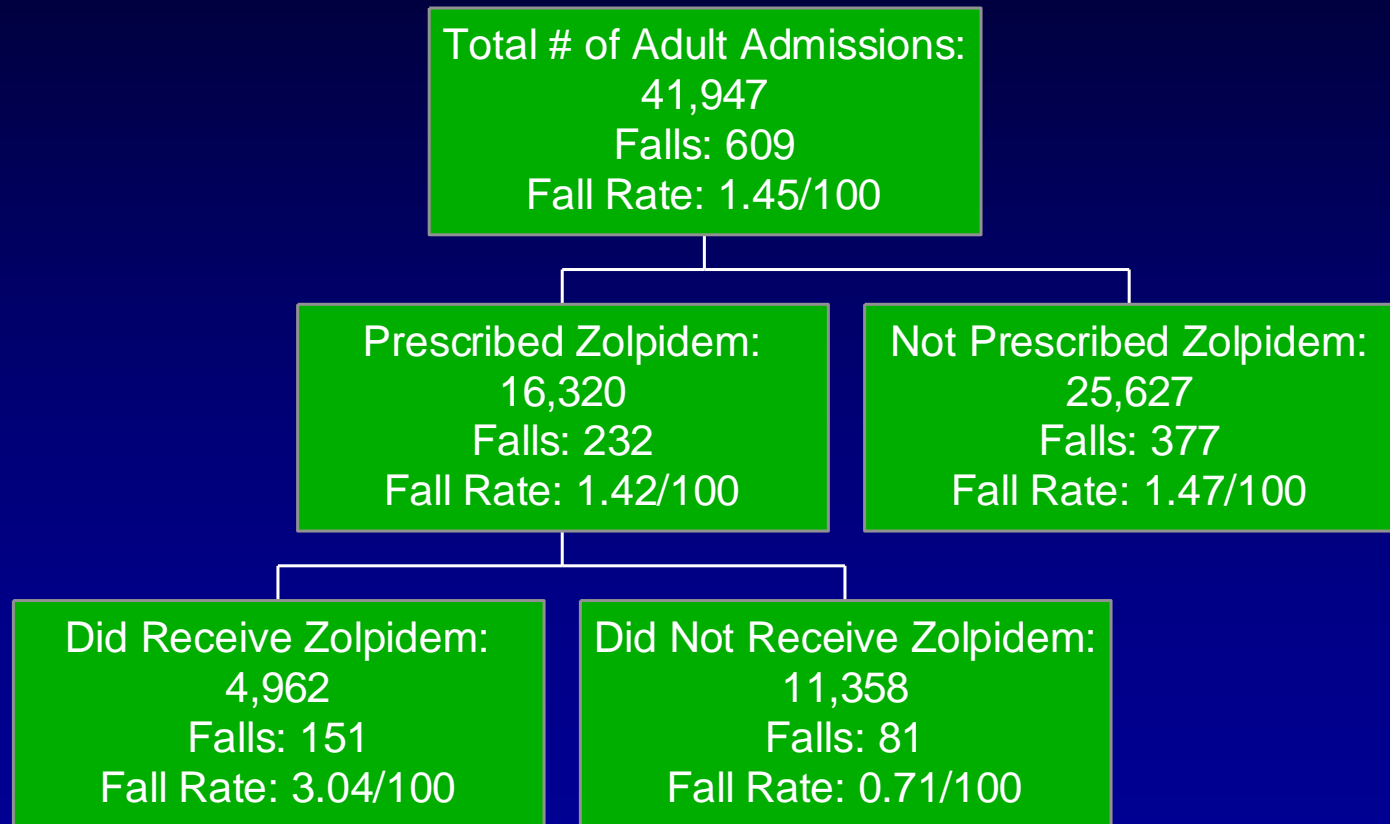 Total # of Adult Admissions:
41,947
Falls: 609
Fall Rate: 1.45/100
Prescribed Zolpidem:
16,320
Falls: 232
Fall Rate: 1.42/100
Not Prescribed Zolpidem:
25,627
Falls: 377
Fall Rate: 1.47/100
Did Receive Zolpidem:
4,962
Falls: 151
Fall Rate: 3.04/100
Did Not Receive Zolpidem:
11,358
Falls: 81
Fall Rate: 0.71/100